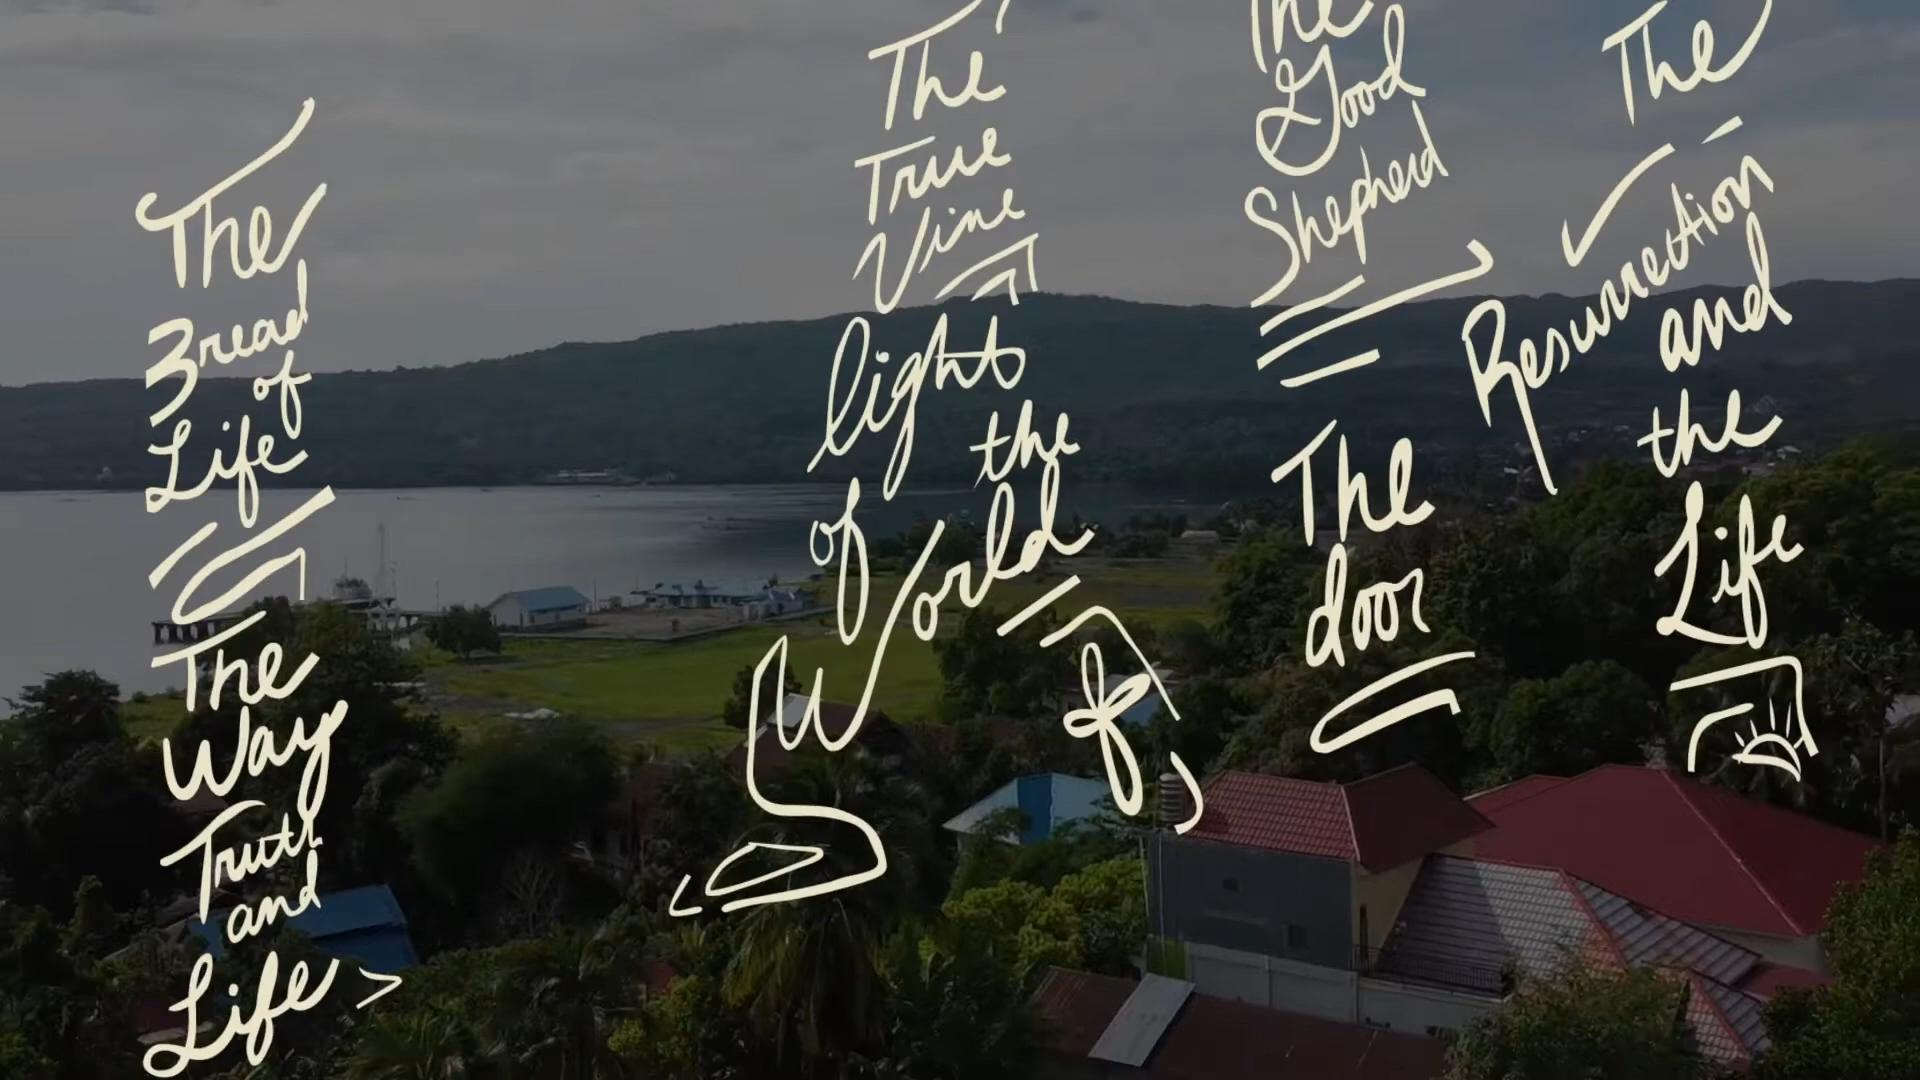 The
Bread
of
Life
The
Way
Truth
and
Life
The
True
Vine
light
of the
World
&
The
Good
Shepherd
The
door
The
Resurrection
and
the
Life